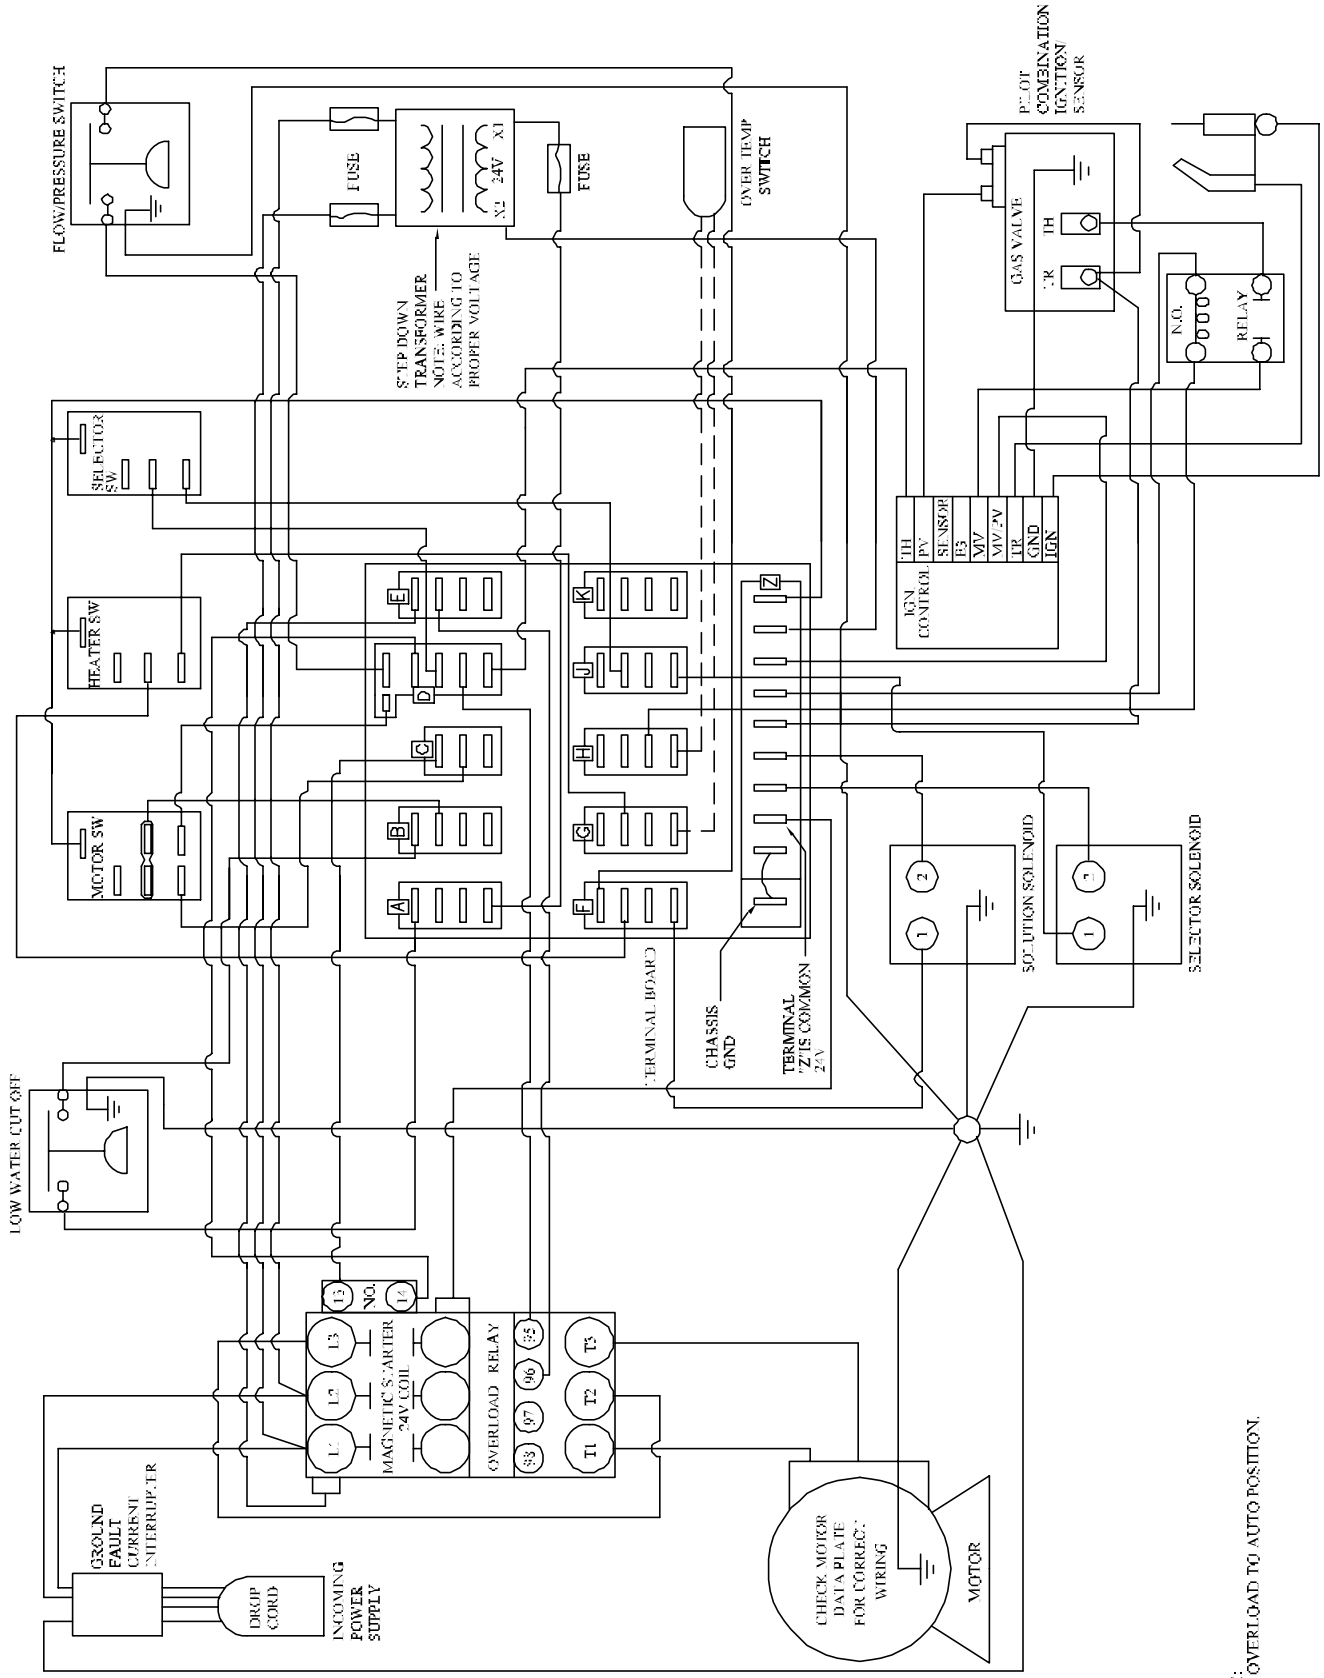 FLOW/PRESSURE SWITCH
SELECTOR
SW
HEATER SW
MOTOR SW
LOW WATER CUT OFF
GROUND
FAULT
CURRENT
INTERRUPTER
DROP
CORD
INCOMING
POWER
SUPPLY
FUSE
X2 24V X1
FUSE
STEP DOWN
TRANSFORMER
NOTE: WIRE
ACCORDING TO
PROPER VOLTAGE
OVER TEMP
SWITCH
A
B
C
D
E
F
G
H
J
K
Z
TERMINAL BOARD
CHASSIS
GND
TERMINAL
"Z" IS COMMON
24V
13
NO.
14
L1
L2
L3
MAGNETIC STARTER
24V COIL
OVERLOAD RELAY
98
97
96
95
T1
T2
T3
CHECK MOTOR
DATA PLATE
FOR CORRECT
WIRING
MOTOR
1
2
SOLUTION SOLENOID
1
2
SELECTOR SOLENOID
IGN
CONTROL
TH
PV
SENSOR
MV
MV/PV
TR
GND
IGN
PILOT
COMBINATION
IGNITION/
SENSOR
GAS VALVE
TR
TH
N.O.
RELAY
OVERLOAD TO AUTO POSITION.